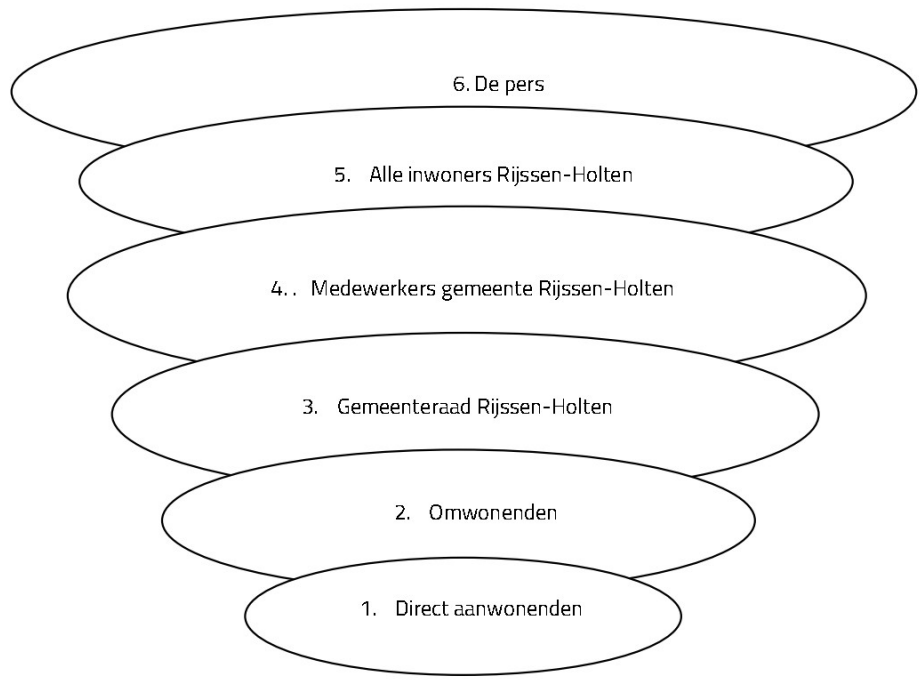 6. De pers
5. Alle inwoners Rijssen-Holten
4. . Medewerkers gemeente Rijssen-Holten
3. Gemeenteraad Rijssen-Holten
2. Omwonenden
1. Direct aanwonenden